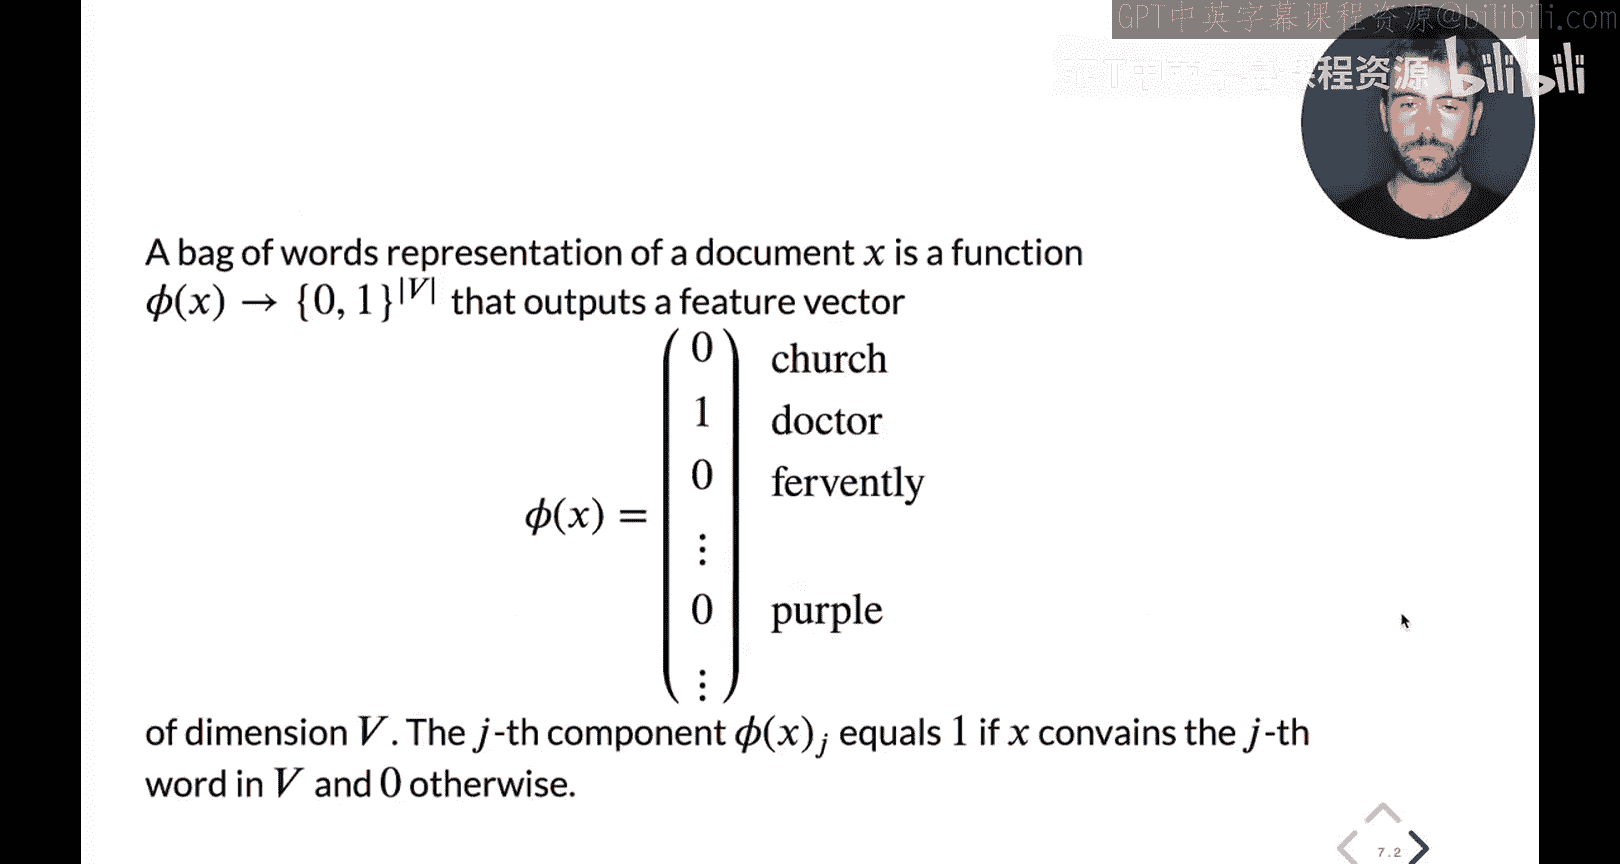 GPT中英字幕课程资源@bilibili.com
程资源 bilibili
A bag of words representation of a document x is a function
ϕ(x) → {0, 1}^|V| that outputs a feature vector
0 church
1 doctor
0 fervently
ϕ(x) =
⋮
0 purple
⋮
of dimension V. The j-th component ϕ(x)_j equals 1 if x convains the j-th
word in V and 0 otherwise.
7.2